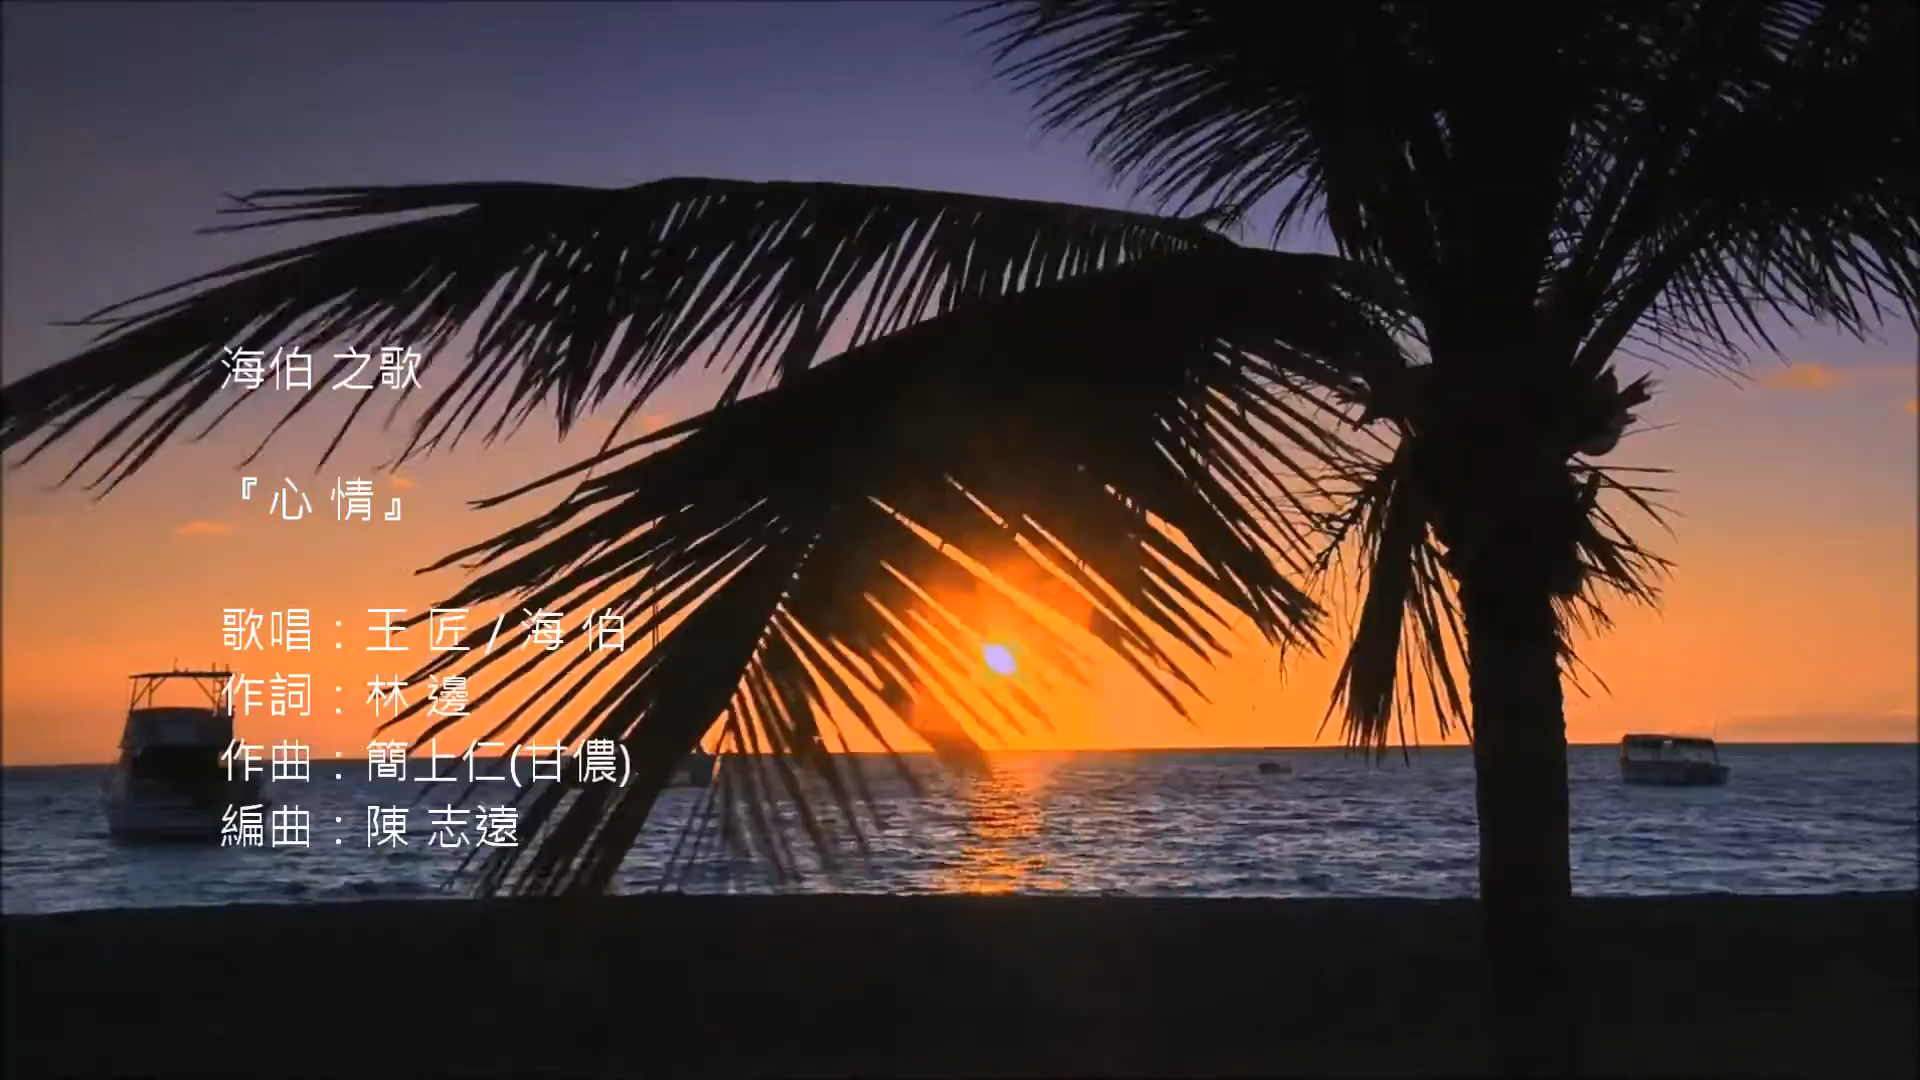 海伯 之歌
『心 情』
歌唱：王 匠 / 海 伯
作詞：林 邊
作曲：簡上仁(甘儂)
編曲：陳 志遠